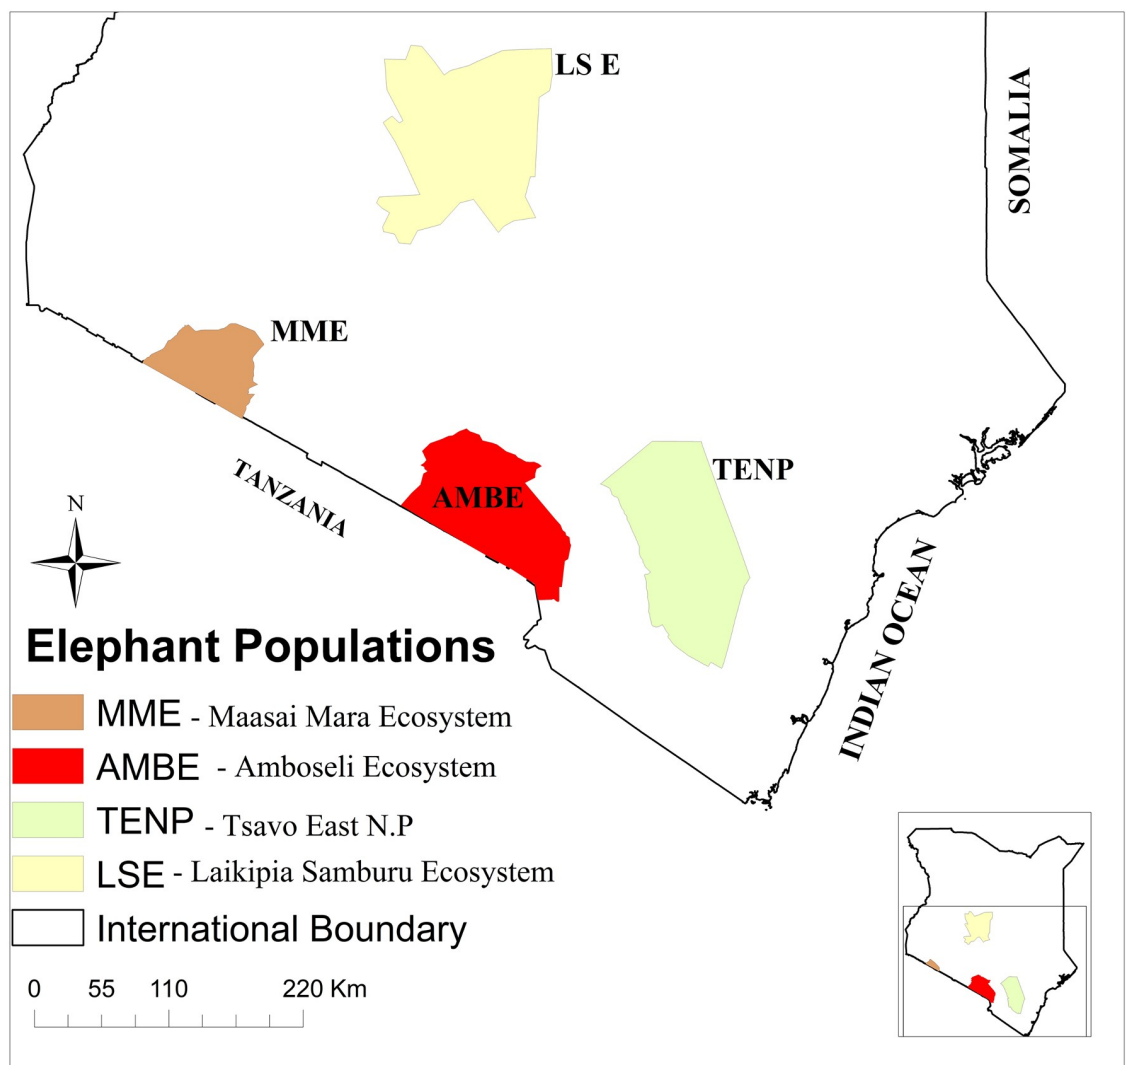 LS E
SOMALIA
MME
TENP
AMBE
TANZANIA
N
INDIAN OCEAN
Elephant Populations
MME - Maasai Mara Ecosystem
AMBE - Amboseli Ecosystem
TENP - Tsavo East N.P
LSE - Laikipia Samburu Ecosystem
International Boundary
0 55 110 220 Km